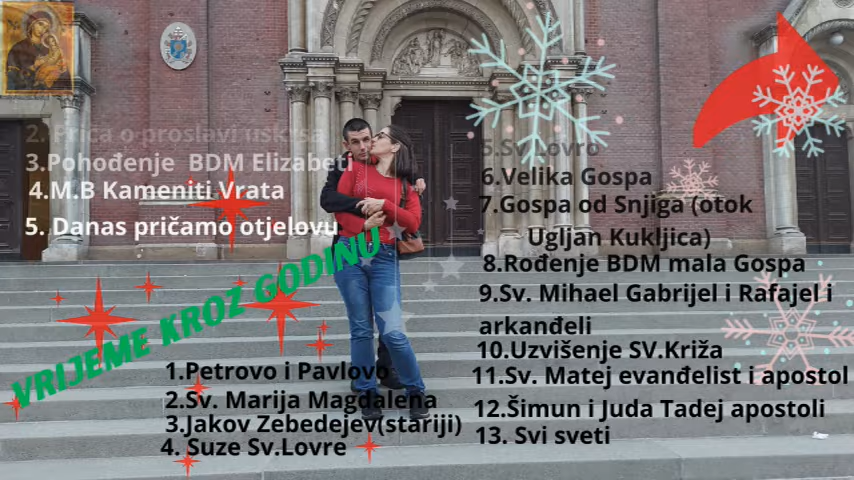 2. Priča o proslavi uskysa
3.Pohođenje BDM Elizabeti
4.M.B Kameniti Vrata
5. Danas pričamo otjelovu
VRIJEME KROZ GODINU
1.Petrovo i Pavlovo
2.Sv. Marija Magdalena
3.Jakov Zebedejev(stariji)
4. Suze Sv.Lovre
5.Sv.Lovro
6.Velika Gospa
7.Gospa od Snjiga (otok
Ugljan Kukljica)
8.Rođenje BDM mala Gospa
9.Sv. Mihael Gabrijel i Rafajel i
arkanđeli
10.Uzvišenje SV.Križa
11.Sv. Matej evanđelist i apostol
12.Šimun i Juda Tadej apostoli
13. Svi sveti